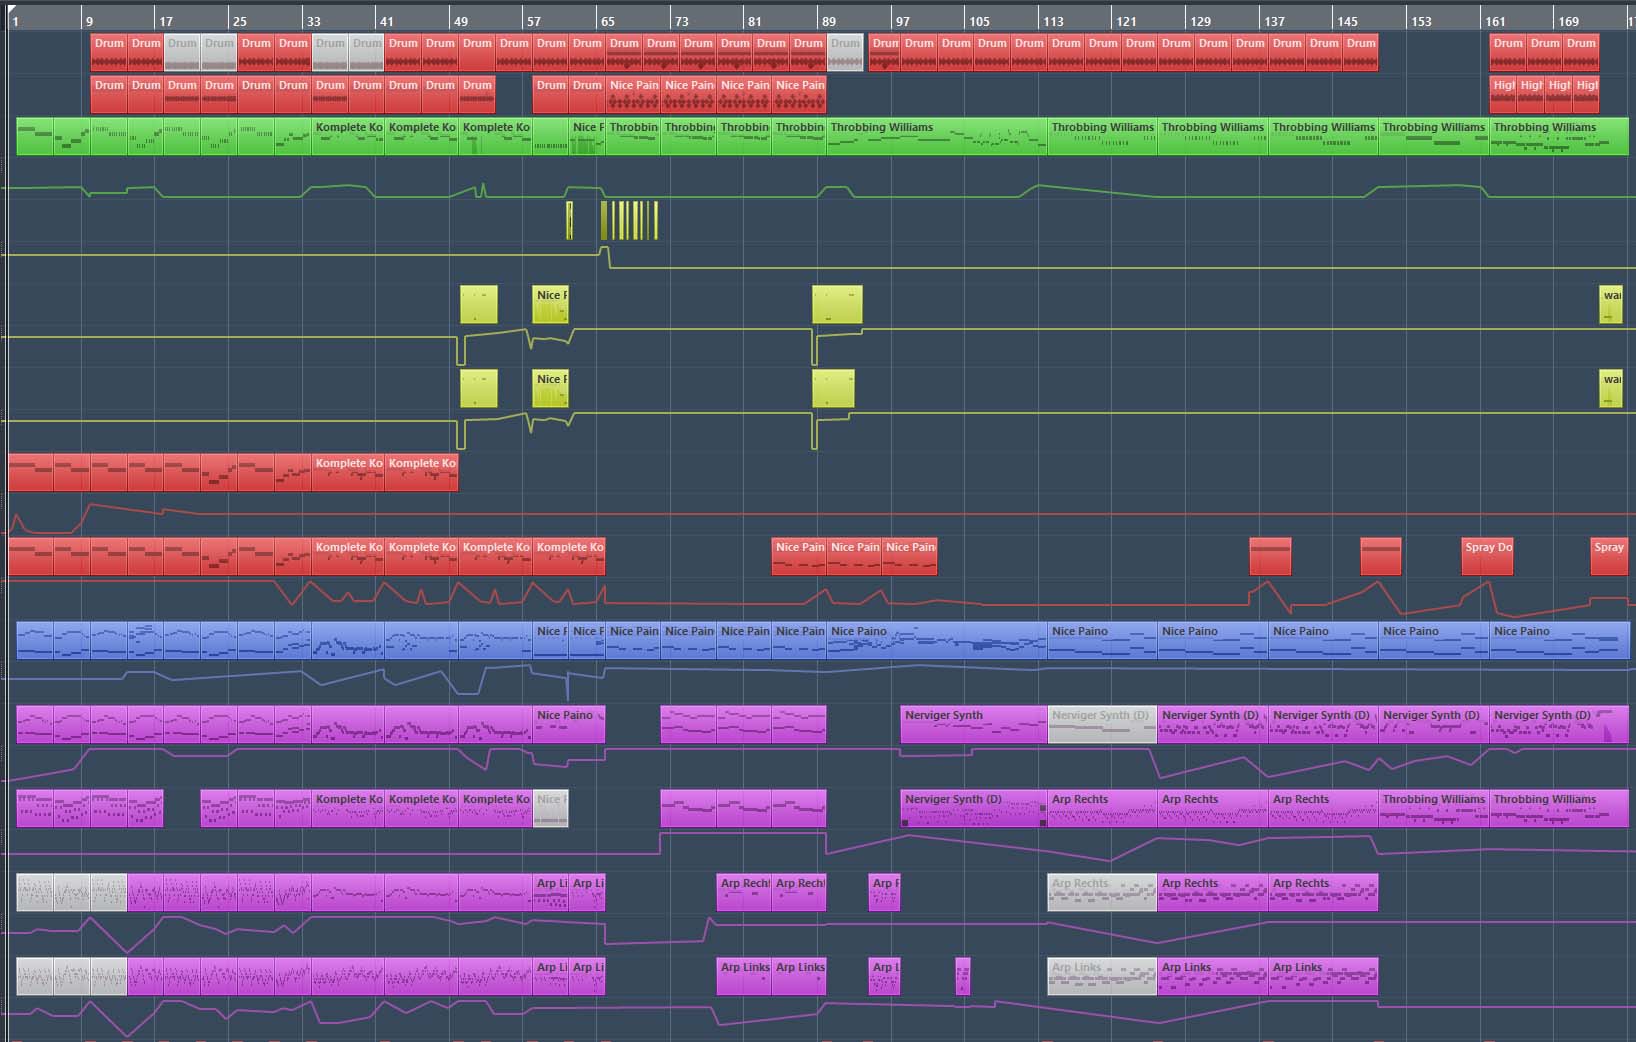 1 9 17 25 33 41 49 57 65 73 81 89 97 105 113 121 129 137 145 153 161 169
Drum Drum Drum Drum Drum Drum Drum Drum Drum Drum Drum Drum Drum Drum Drum Drum Drum Drum Drum Drum Drum Drum Drum Drum Drum Drum Drum Drum Drum Drum Drum Drum Drum Drum Drum Drum Drum Drum
Drum Drum Drum Drum Drum Drum Drum Drum Drum Drum Drum Drum Drum Nice Pain Nice Pain Nice Pain Nice Pain Higl Higl Higl Higl
Komplete Ko Komplete Ko Komplete Ko Nice F Throbbing Throbbing Throbbing Throbbing Throbbing Williams Throbbing Williams Throbbing Williams Throbbing Williams Throbbing Williams Throbbing Williams
Nice F wai
Nice F wai
Komplete Ko Komplete Ko
Komplete Ko Komplete Ko Komplete Ko Komplete Ko Nice Pain Nice Pain Nice Pain Spray Do Spray
Nice F Nice F Nice Pain Nice Pain Nice Pain Nice Pain Nice Paino Nice Paino Nice Paino Nice Paino Nice Paino Nice Paino
Nice Paino Nerviger Synth Nerviger Synth (D) Nerviger Synth (D) Nerviger Synth (D) Nerviger Synth (D) Nerviger Synth (D)
Komplete Ko Komplete Ko Komplete Ko Nice F Nerviger Synth (D) Arp Rechts Arp Rechts Arp Rechts Throbbing Williams Throbbing Williams
Arp Li Arp Li Arp Recht Arp Recht Arp F Arp Rechts Arp Rechts Arp Rechts
Arp Li Arp Li Arp Links Arp Links Arp L Arp Links Arp Links Arp Links